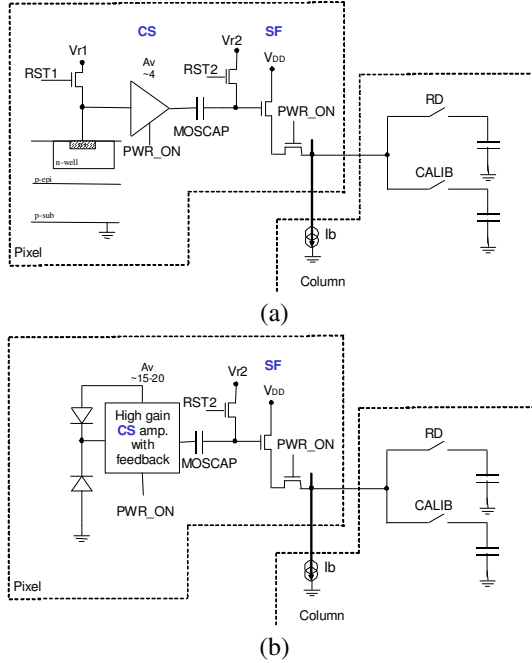 CS
SF
Vr1
Vr2
RST1
Av
~4
RST2
VDD
PWR_ON
PWR_ON
MOSCAP
n-well
p-epi
p-sub
RD
CALIB
Pixel
Ib
Column
(a)
SF
Av
~15-20
Vr2
RST2
VDD
High gain
CS amp.
with
feedback
PWR_ON
MOSCAP
PWR_ON
RD
CALIB
Ib
Pixel
Column
(b)